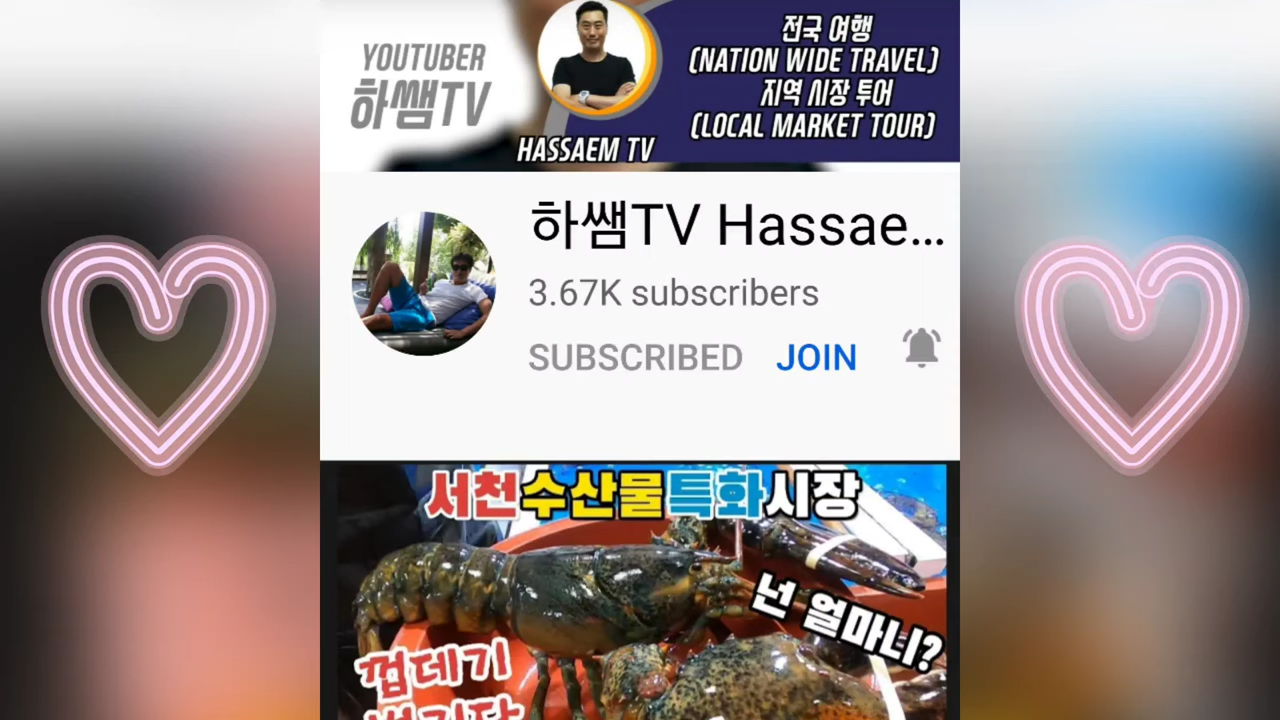 YOUTUBER
하쌤TV
HASSAEM TV
전국 여행
(NATION WIDE TRAVEL)
지역 시장 투어
(LOCAL MARKET TOUR)
하쌤TV Hassae...
3.67K subscribers
SUBSCRIBED JOIN
서천수산물특화시장
넌 얼마니?
껍데기